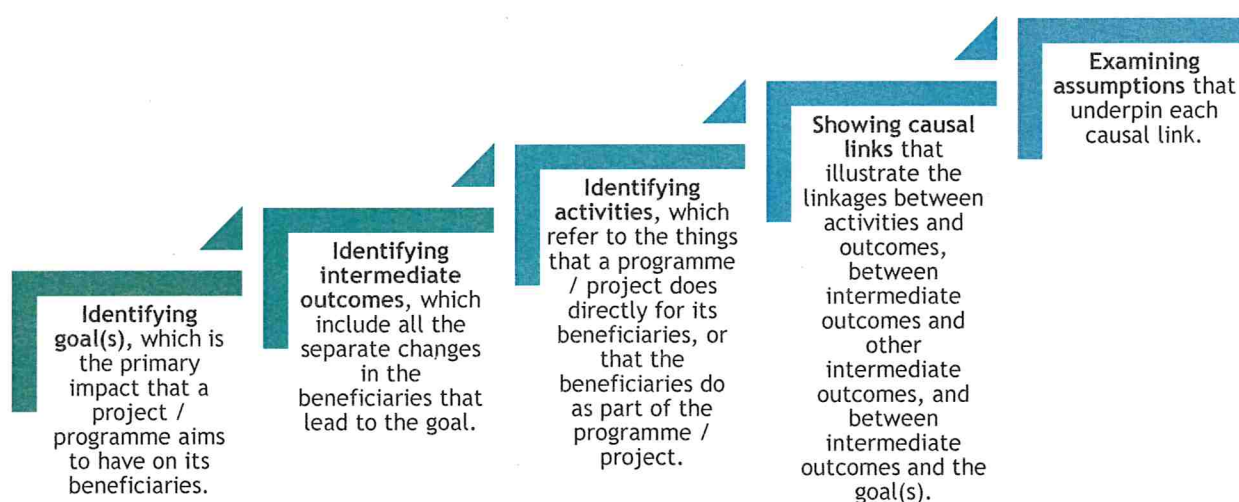 Identifying
goal(s), which is
the primary
impact that a
project /
programme aims
to have on its
beneficiaries.
Identifying
intermediate
outcomes, which
include all the
separate changes
in the
beneficiaries that
lead to the goal.
Identifying
activities, which
refer to the things
that a programme
/ project does
directly for its
beneficiaries, or
that the
beneficiaries do
as part of the
programme /
project.
Showing causal
links that
illustrate the
linkages between
activities and
outcomes,
between
intermediate
outcomes and
other
intermediate
outcomes, and
between
intermediate
outcomes and the
goal(s).
Examining
assumptions that
underpin each
causal link.